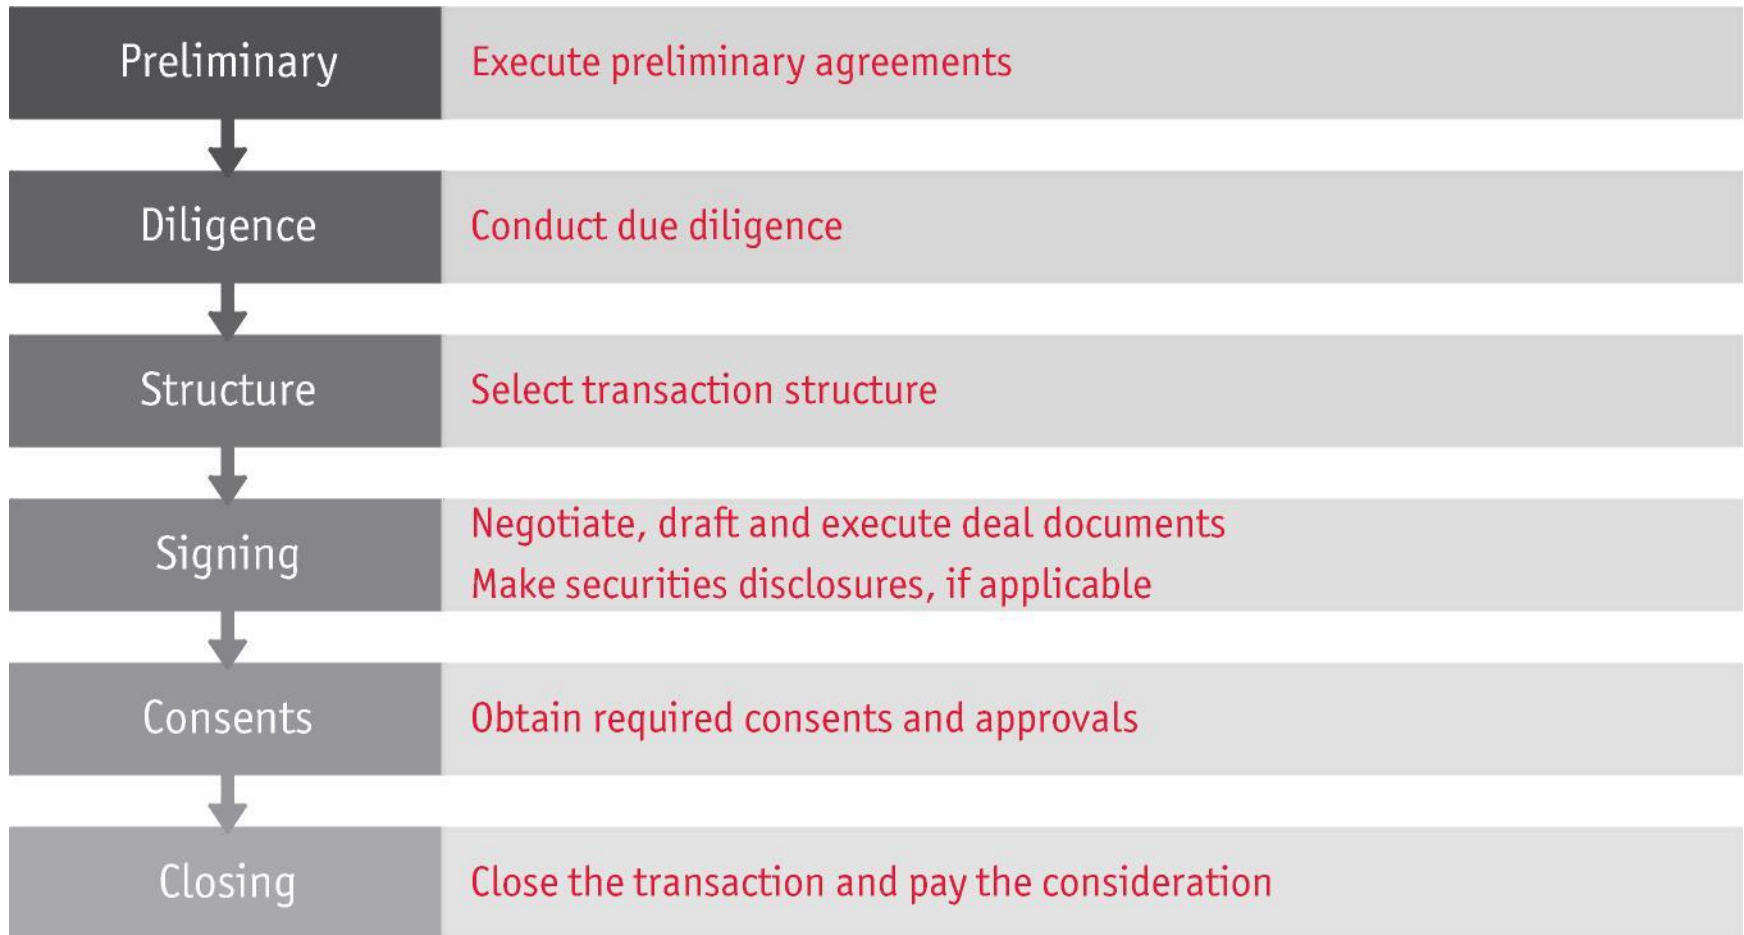 Preliminary
Execute preliminary agreements
Diligence
Conduct due diligence
Structure
Select transaction structure
Signing
Negotiate, draft and execute deal documents
Make securities disclosures, if applicable
Consents
Obtain required consents and approvals
Closing
Close the transaction and pay the consideration